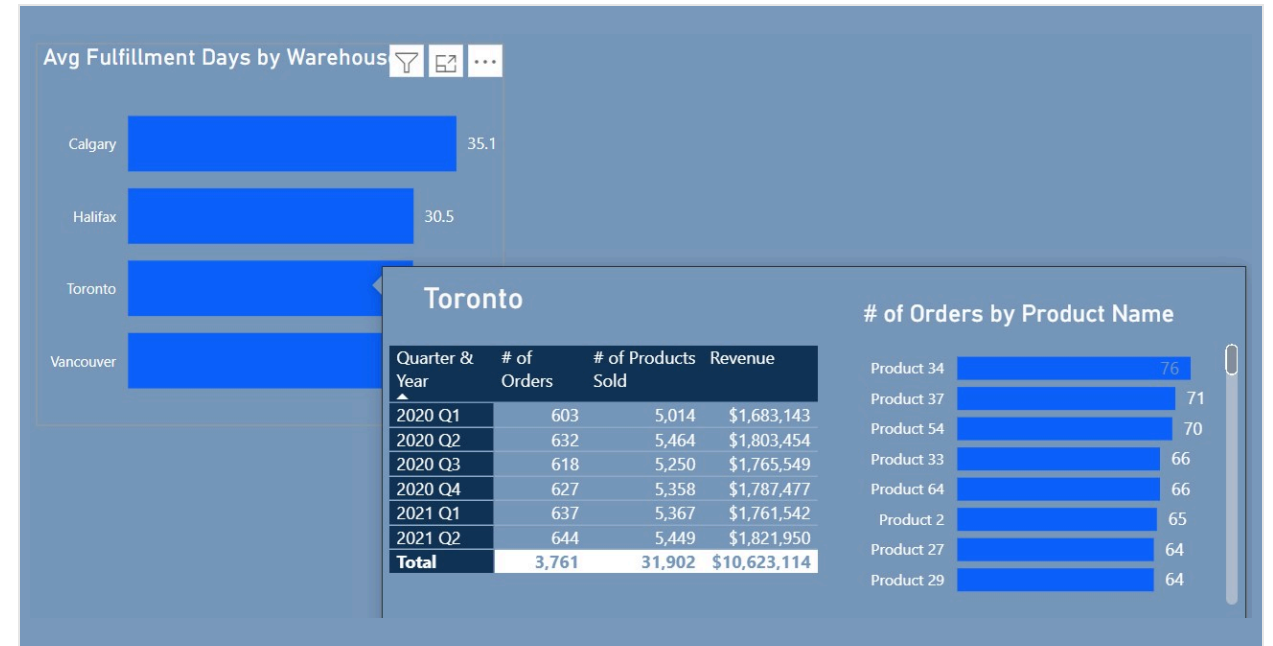 Avg Fulfillment Days by Warehous
Calgary 35.1
Halifax 30.5
Toronto
Vancouver
Toronto
Quarter & Year # of Orders # of Products Sold Revenue
2020 Q1 603 5,014 $1,683,143
2020 Q2 632 5,464 $1,803,454
2020 Q3 618 5,250 $1,765,549
2020 Q4 627 5,358 $1,787,477
2021 Q1 637 5,367 $1,761,542
2021 Q2 644 5,449 $1,821,950
Total 3,761 31,902 $10,623,114
# of Orders by Product Name
Product 34 76
Product 37 71
Product 54 70
Product 33 66
Product 64 66
Product 2 65
Product 27 64
Product 29 64